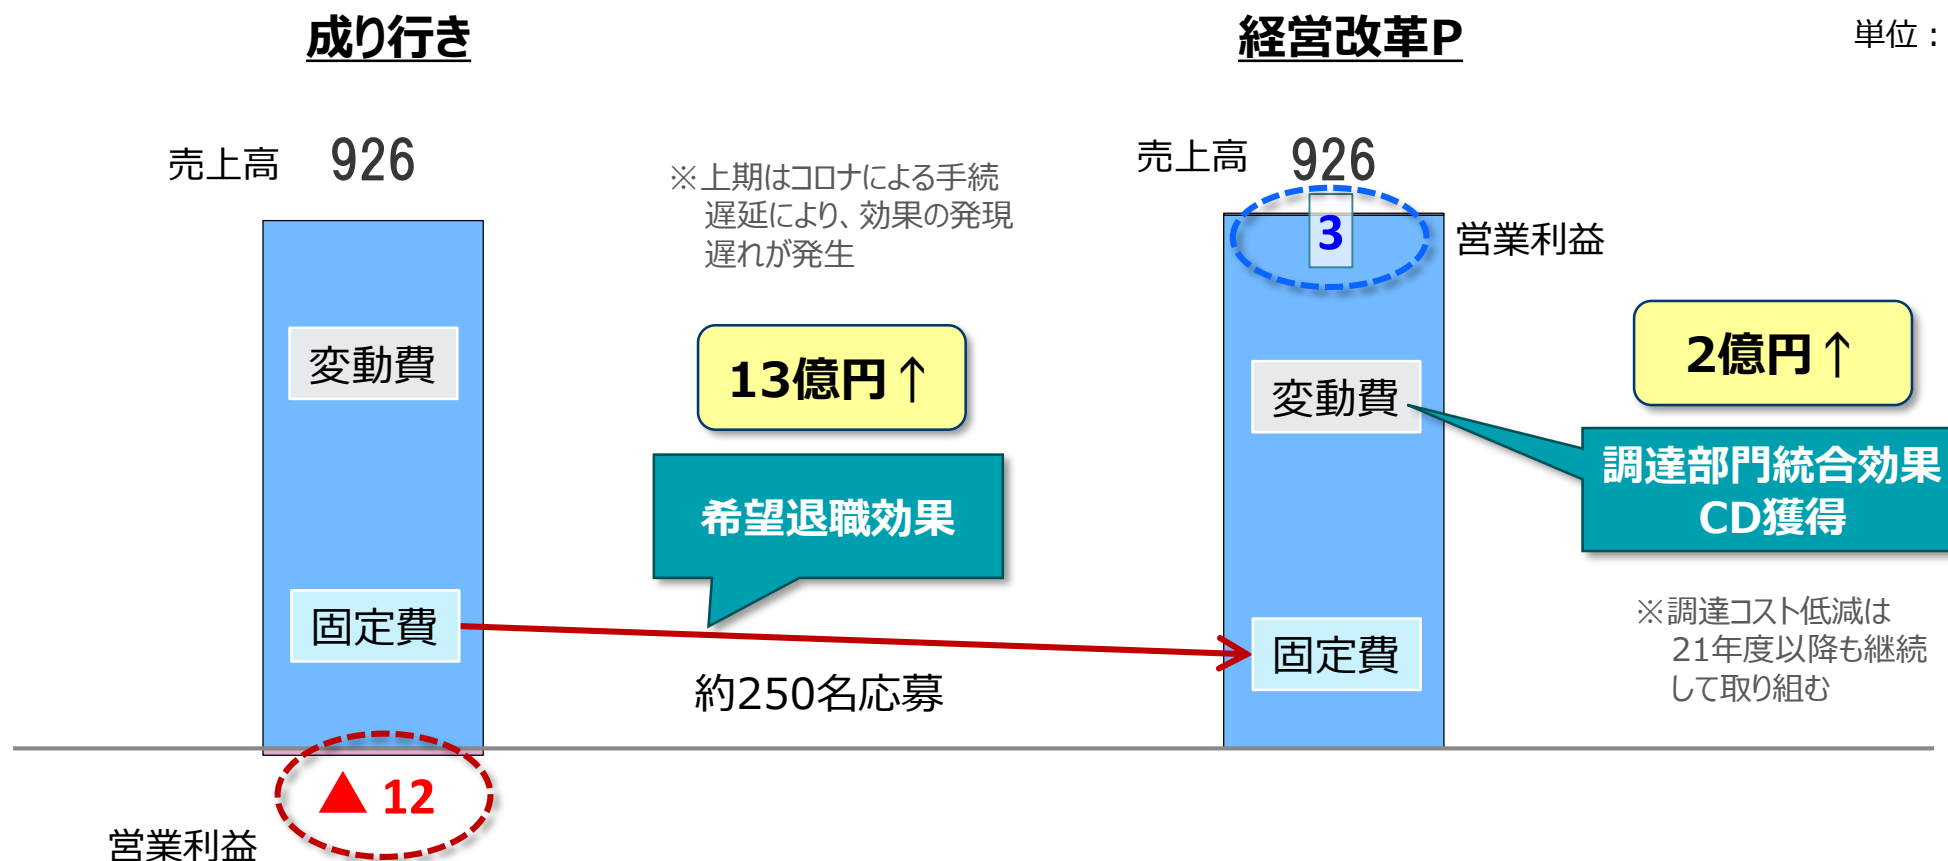 成り行き
経営改革P
単位：
売上高 926
※上期はコロナによる手続
遅延により、効果の発現
遅れが発生
売上高 926
3
営業利益
変動費
13億円↑
変動費
2億円↑
希望退職効果
調達部門統合効果
CD獲得
固定費
固定費
約250名応募
※調達コスト低減は
21年度以降も継続
して取り組む
▲ 12
営業利益